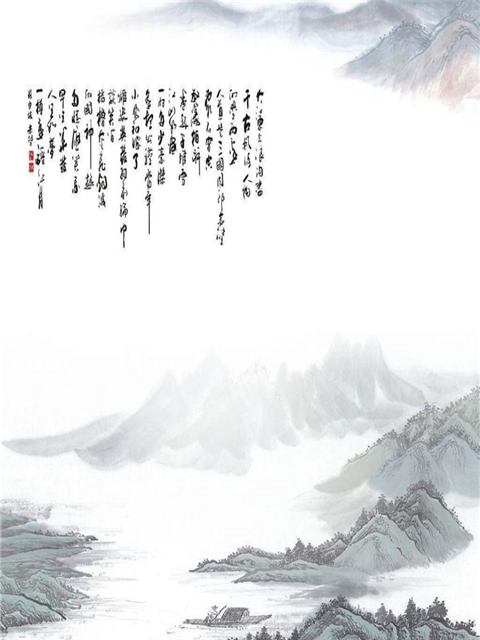 大江東去浪淘盡
千古風流人物
故壘西邊
人道是三國周郎赤壁
亂石穿空
驚濤拍岸
捲起千堆雪
江山如畫
一時多少豪傑
遙想公瑾當年
小喬初嫁了
雄姿英發羽扇綸巾
談笑間
檣櫓灰飛煙滅
故國神遊
多情應笑我
早生華髮
人生如夢
一樽還酹江月